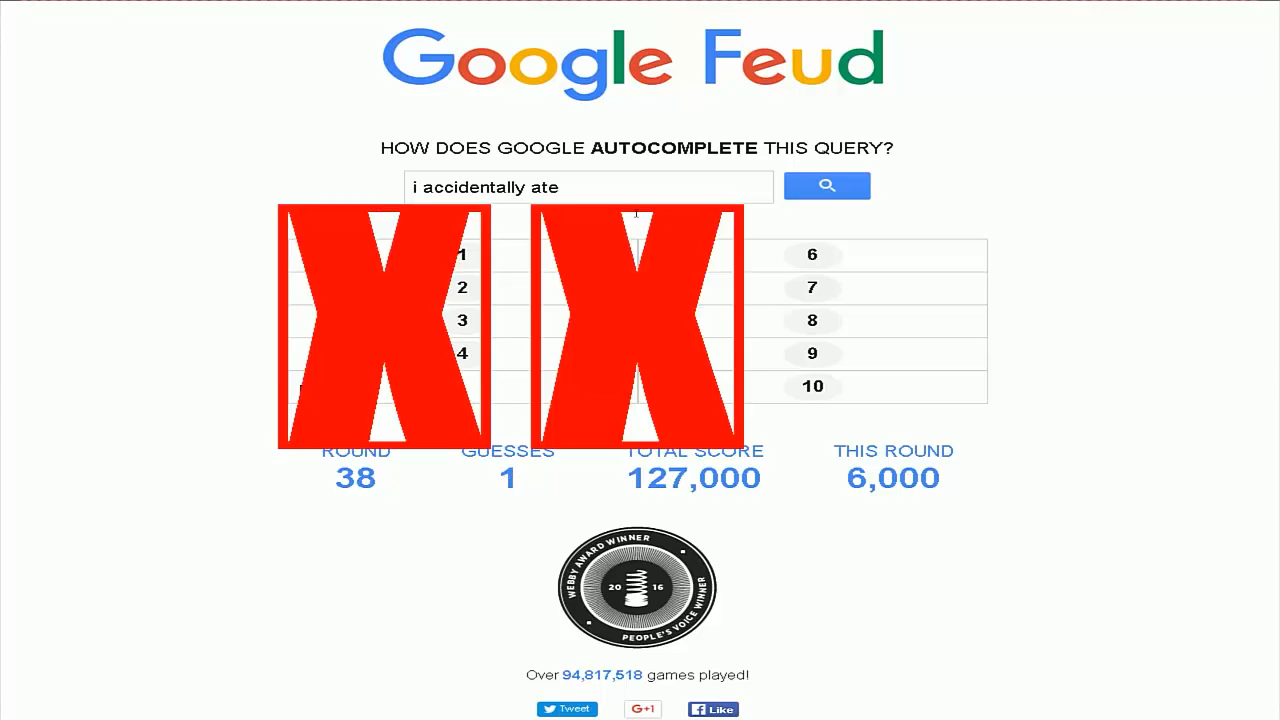 Google Feud
HOW DOES GOOGLE AUTOCOMPLETE THIS QUERY?
i accidentally ate
1 6
2 7
3 8
4 9
10
ROUND GUESSES TOTAL SCORE THIS ROUND
38 1 127,000 6,000
WEBBY AWARD WINNER
20 16
PEOPLE'S VOICE WINNER
Over 94,817,518 games played!
Tweet G+1 Like